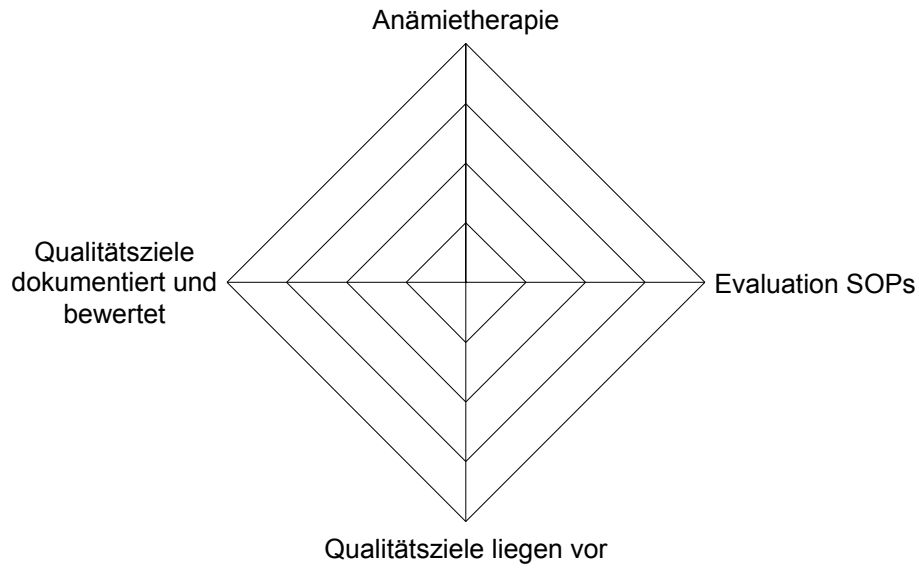 Anämietherapie
Qualitätsziele
dokumentiert und
bewertet
Evaluation SOPs
Qualitätsziele liegen vor